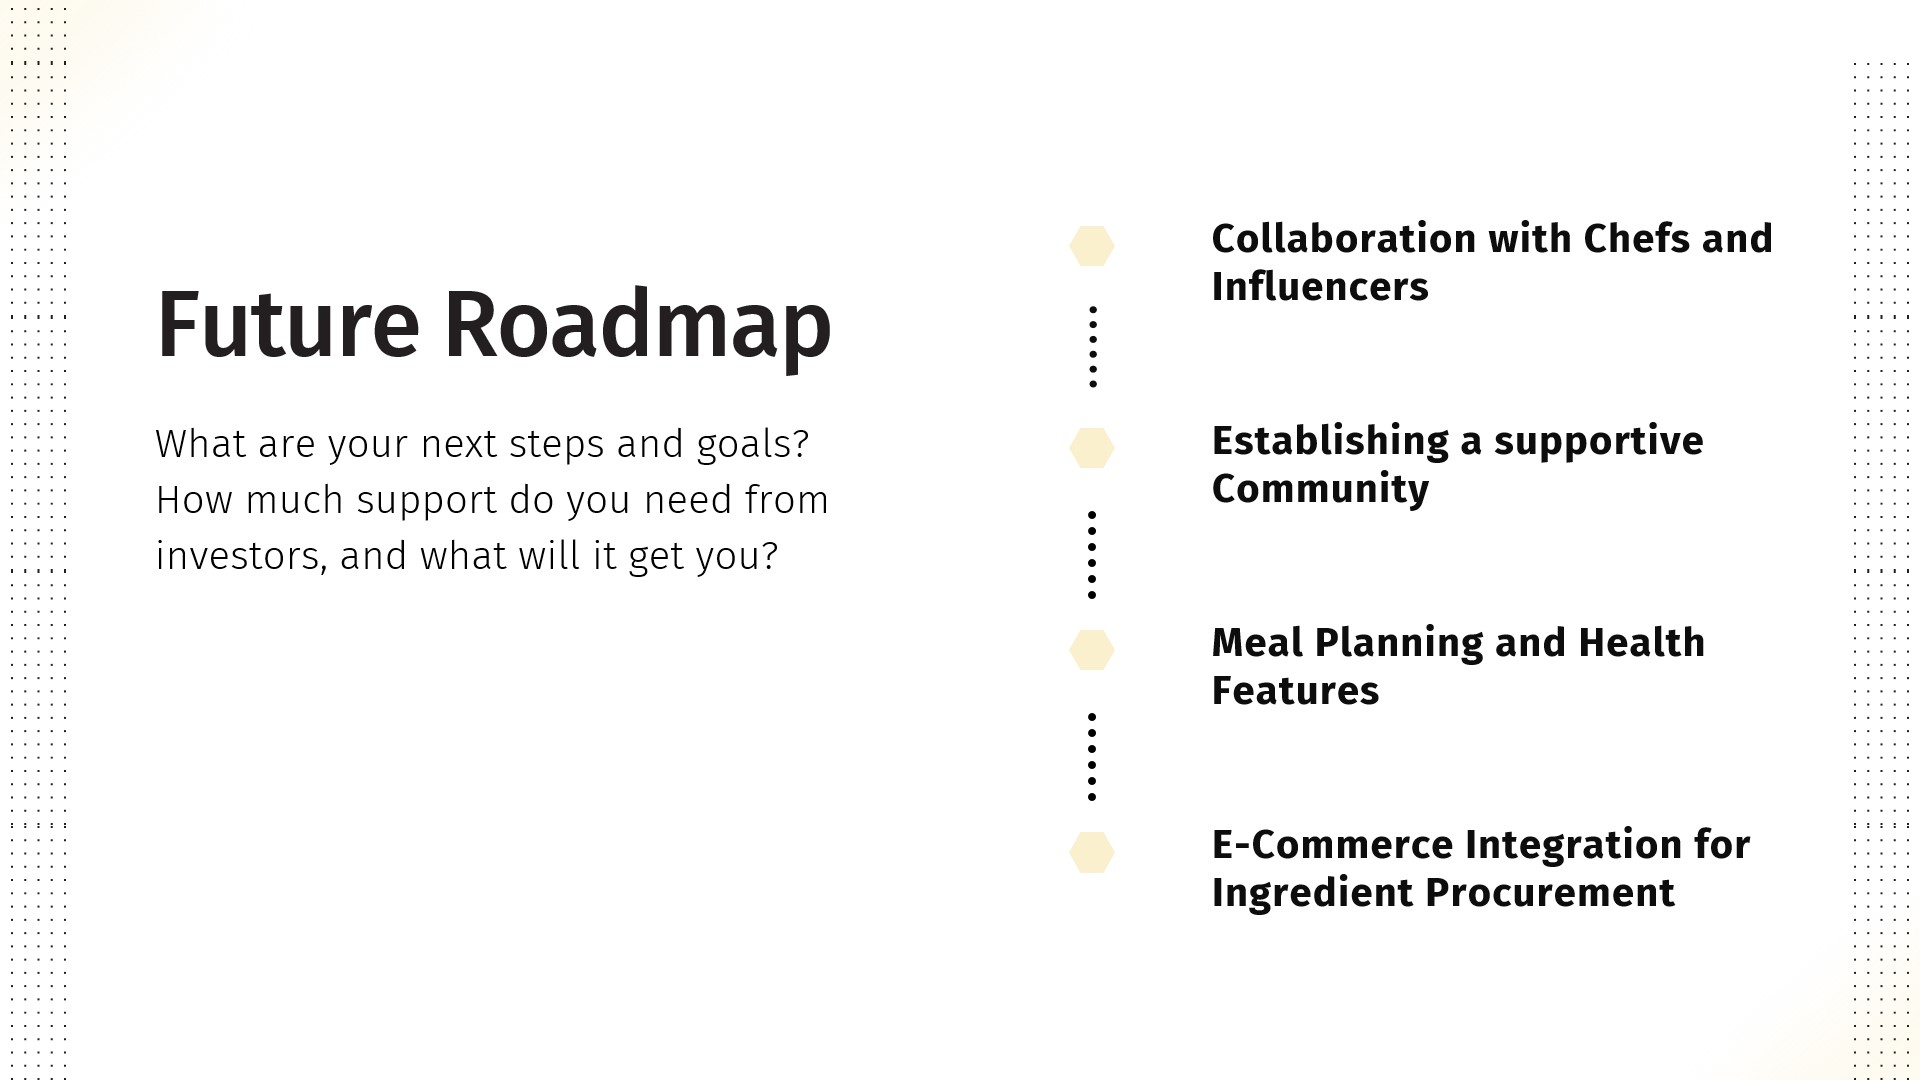 Future Roadmap
What are your next steps and goals?
How much support do you need from
investors, and what will it get you?
Collaboration with Chefs and
Influencers
Establishing a supportive
Community
Meal Planning and Health
Features
E-Commerce Integration for
Ingredient Procurement